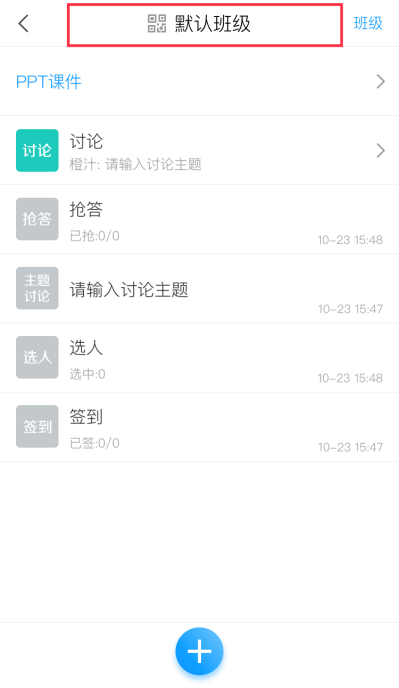 默认班级
班级
PPT课件
讨论
讨论
橙汁: 请输入讨论主题
抢答
抢答
已抢:0/0
10-23 15:48
主题
讨论
请输入讨论主题
10-23 15:47
选人
选人
选中:0
10-23 15:48
签到
签到
已签:0/0
10-23 15:47